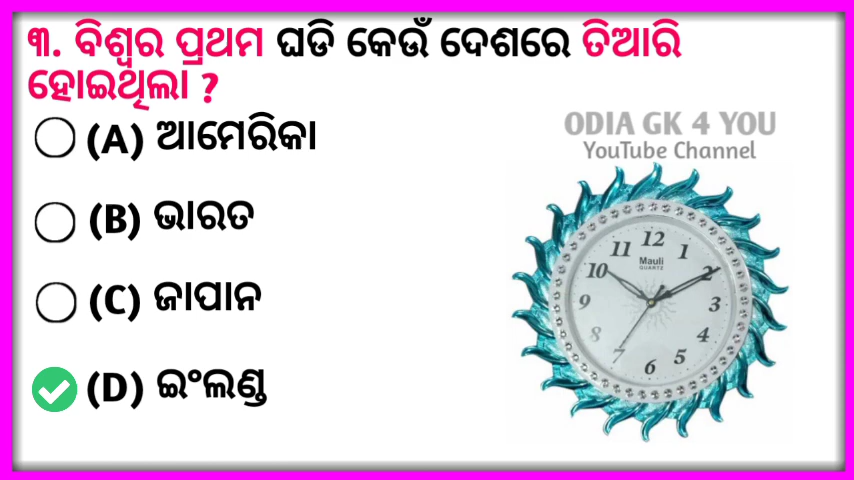 ୩. ବିଶ୍ୱର ପ୍ରଥମ ଘଡି କେଉଁ ଦେଶରେ ତିଆରି
ହୋଇଥିଲା ?
(A) ଆମେରିକା
ODIA GK 4 YOU
YouTube Channel
(B) ଭାରତ
(C) ଜାପାନ
(D) ଇଂଲଣ୍ଡ
12
11
1
Mauli
QUARTZ
10
2
9
3
8
4
7
5
6